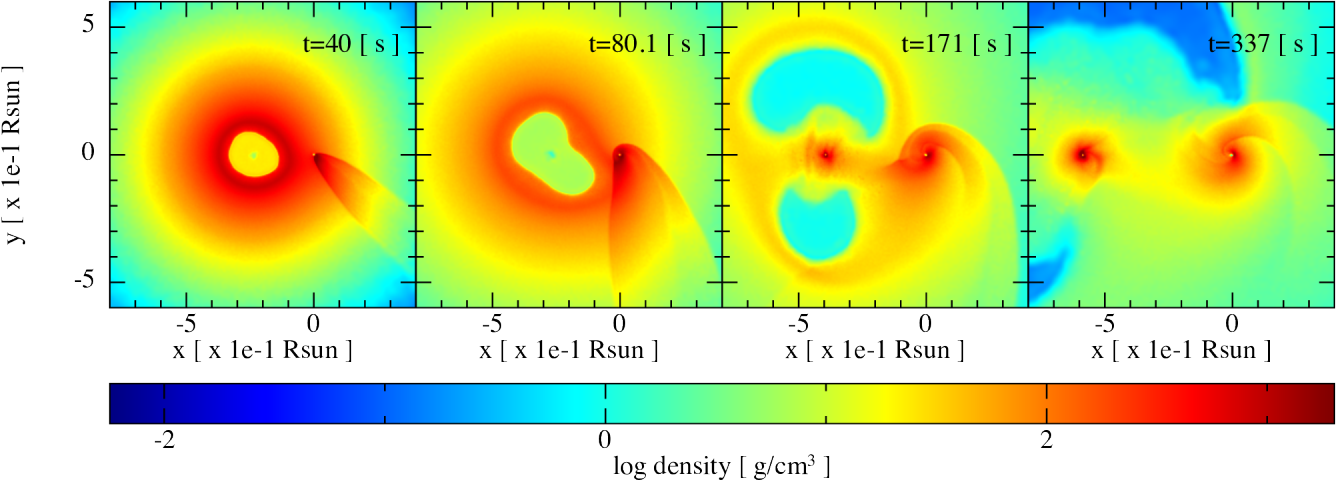 t=40 [ s ] t=80.1 [ s ] t=171 [ s ] t=337 [ s ]
5
0
-5
y [ x 1e-1 Rsun ]
-5 0 -5 0 -5 0 -5 0
x [ x 1e-1 Rsun ] x [ x 1e-1 Rsun ] x [ x 1e-1 Rsun ] x [ x 1e-1 Rsun ]
-2 0 2
log density [ g/cm³ ]